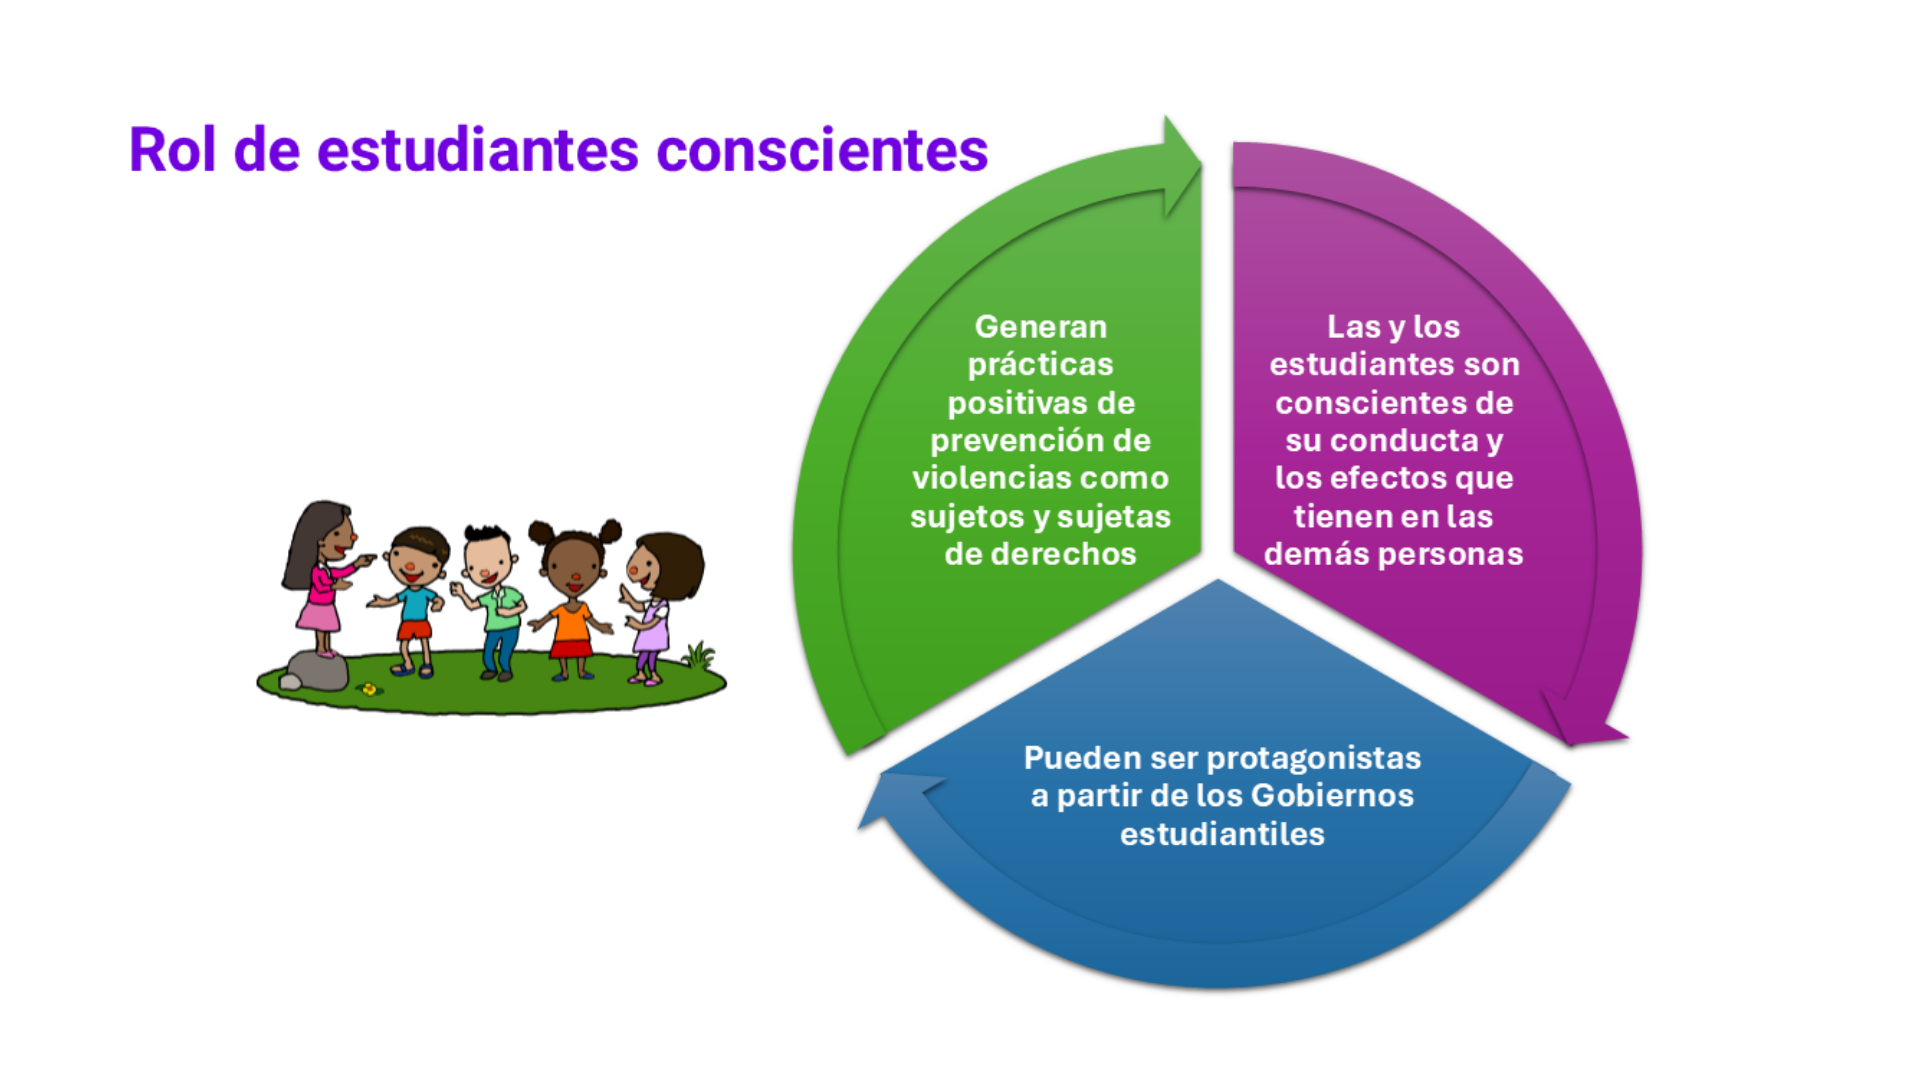 Rol de estudiantes conscientes
Generan
prácticas
positivas de
prevención de
violencias como
sujetos y sujetas
de derechos
Las y los
estudiantes son
conscientes de
su conducta y
los efectos que
tienen en las
demás personas
Pueden ser protagonistas
a partir de los Gobiernos
estudiantiles